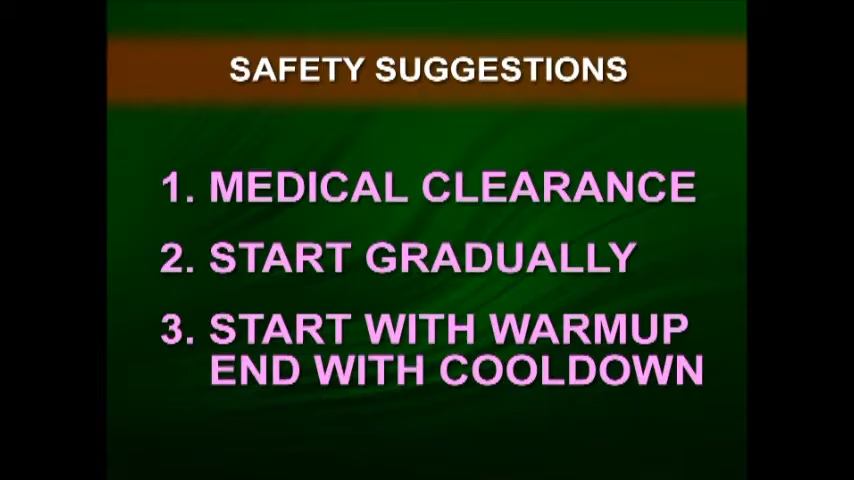 SAFETY SUGGESTIONS
1. MEDICAL CLEARANCE
2. START GRADUALLY
3. START WITH WARMUP
END WITH COOLDOWN